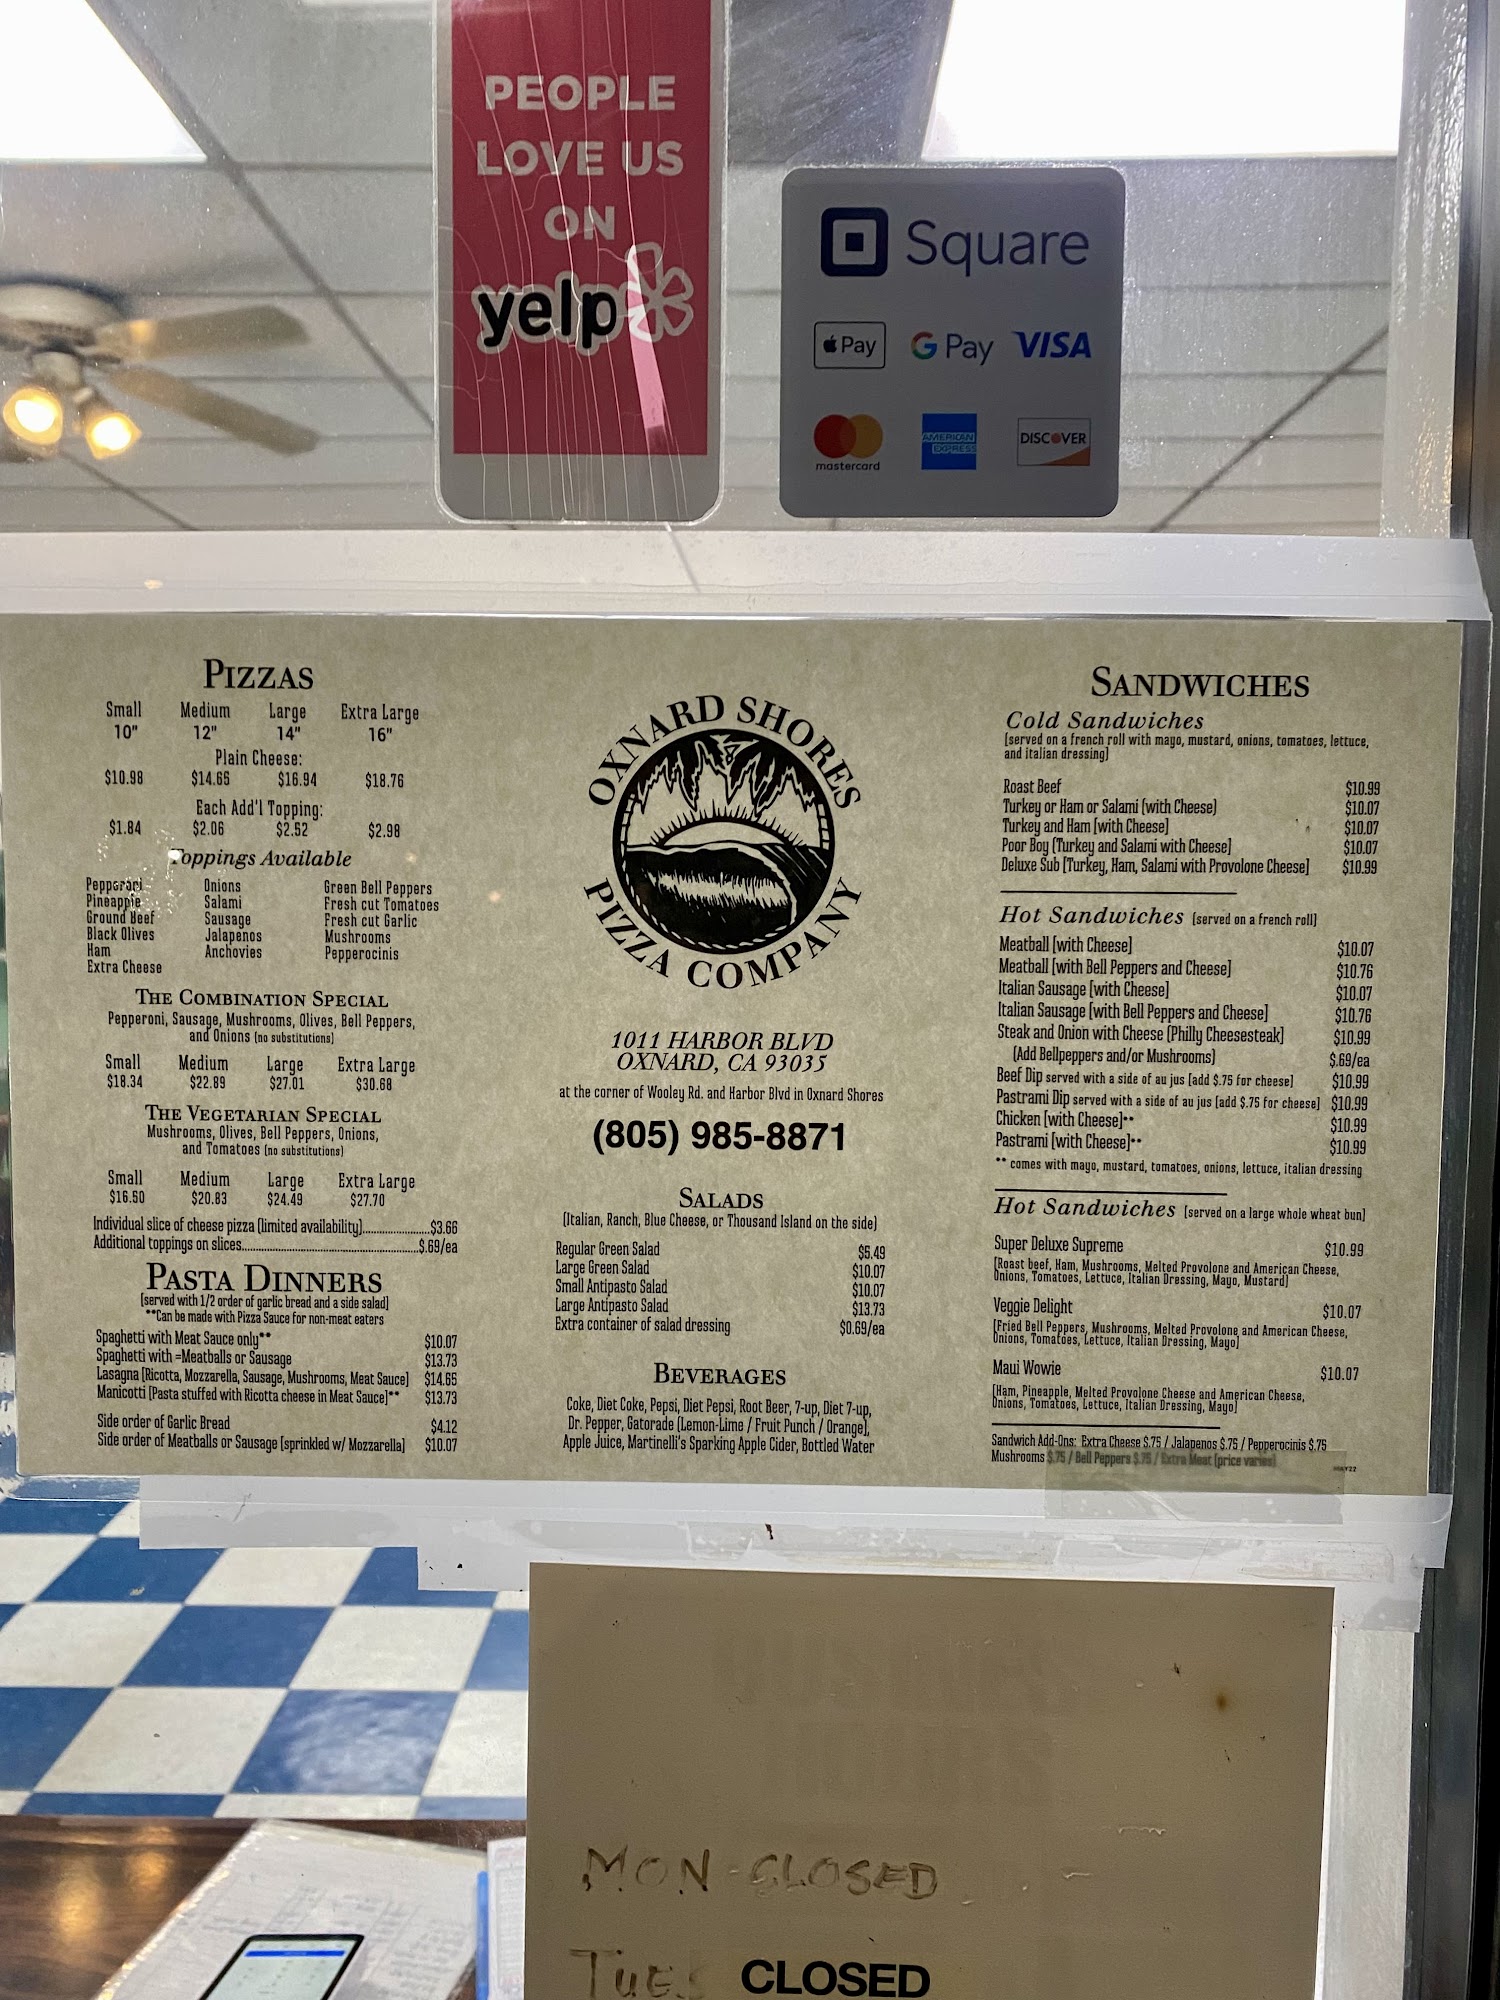 PEOPLE
LOVE US
ON
yelp
Square
Pay
G Pay
VISA
mastercard
AMERICAN
EXPRESS
DISCOVER
PIZZAS
Small Medium Large Extra Large
10" 12" 14" 16"
Plain Cheese:
$10.98 $14.65 $16.94 $18.76
Each Add'l Topping:
$1.84 $2.06 $2.52 $2.98
Toppings Available
Pepperoni Onions Green Bell Peppers
Pineapple Salami Fresh cut Tomatoes
Ground Beef Sausage Fresh cut Garlic
Black Olives Jalapenos Mushrooms
Ham Anchovies Pepperocinis
Extra Cheese
THE COMBINATION SPECIAL
Pepperoni, Sausage, Mushrooms, Olives, Bell Peppers,
and Onions [no substitutions]
Small Medium Large Extra Large
$18.34 $22.89 $27.01 $30.68
THE VEGETARIAN SPECIAL
Mushrooms, Olives, Bell Peppers, Onions,
and Tomatoes [no substitutions]
Small Medium Large Extra Large
$16.50 $20.83 $24.49 $27.70
Individual slice of cheese pizza [limited availability]..................$3.66
Additional toppings on slices..................................................$.69/ea
PASTA DINNERS
[served with 1/2 order of garlic bread and a side salad]
**Can be made with Pizza Sauce for non-meat eaters
Spaghetti with Meat Sauce only** $10.07
Spaghetti with =Meatballs or Sausage $13.73
Lasagna [Ricotta, Mozzarella, Sausage, Mushrooms, Meat Sauce] $14.65
Manicotti [Pasta stuffed with Ricotta cheese in Meat Sauce]** $13.73
Side order of Garlic Bread $4.12
Side order of Meatballs or Sausage [sprinkled w/ Mozzarella] $10.07
OXNARD SHORES
PIZZA COMPANY
1011 HARBOR BLVD
OXNARD, CA 93035
at the corner of Wooley Rd. and Harbor Blvd in Oxnard Shores
(805) 985-8871
SALADS
[Italian, Ranch, Blue Cheese, or Thousand Island on the side]
Regular Green Salad $5.49
Large Green Salad $10.07
Small Antipasto Salad $10.07
Large Antipasto Salad $13.73
Extra container of salad dressing $0.69/ea
BEVERAGES
Coke, Diet Coke, Pepsi, Diet Pepsi, Root Beer, 7-up, Diet 7-up,
Dr. Pepper, Gatorade [Lemon-Lime / Fruit Punch / Orange],
Apple Juice, Martinelli's Sparking Apple Cider, Bottled Water
SANDWICHES
Cold Sandwiches
[served on a french roll with mayo, mustard, onions, tomatoes, lettuce,
and italian dressing]
Roast Beef $10.99
Turkey or Ham or Salami [with Cheese] $10.07
Turkey and Ham [with Cheese] $10.07
Poor Boy [Turkey and Salami with Cheese] $10.07
Deluxe Sub [Turkey, Ham, Salami with Provolone Cheese] $10.99
Hot Sandwiches [served on a french roll]
Meatball [with Cheese] $10.07
Meatball [with Bell Peppers and Cheese] $10.76
Italian Sausage [with Cheese] $10.07
Italian Sausage [with Bell Peppers and Cheese] $10.76
Steak and Onion with Cheese [Philly Cheesesteak] $10.99
[Add Bellpeppers and/or Mushrooms] $.69/ea
Beef Dip served with a side of au jus [add $.75 for cheese] $10.99
Pastrami Dip served with a side of au jus [add $.75 for cheese] $10.99
Chicken [with Cheese]** $10.99
Pastrami [with Cheese]** $10.99
** comes with mayo, mustard, tomatoes, onions, lettuce, italian dressing
Hot Sandwiches [served on a large whole wheat bun]
Super Deluxe Supreme $10.99
[Roast beef, Ham, Mushrooms, Melted Provolone and American Cheese,
Onions, Tomatoes, Lettuce, Italian Dressing, Mayo, Mustard]
Veggie Delight $10.07
[Fried Bell Peppers, Mushrooms, Melted Provolone and American Cheese,
Onions, Tomatoes, Lettuce, Italian Dressing, Mayo]
Maui Wowie $10.07
[Ham, Pineapple, Melted Provolone Cheese and American Cheese,
Onions, Tomatoes, Lettuce, Italian Dressing, Mayo]
Sandwich Add-Ons: Extra Cheese $.75 / Jalapenos $.75 / Pepperocinis $.75
Mushrooms $.75 / Bell Peppers $.75 / Extra Meat [price varies]
MAY22
MON-CLOSED
TUES CLOSED